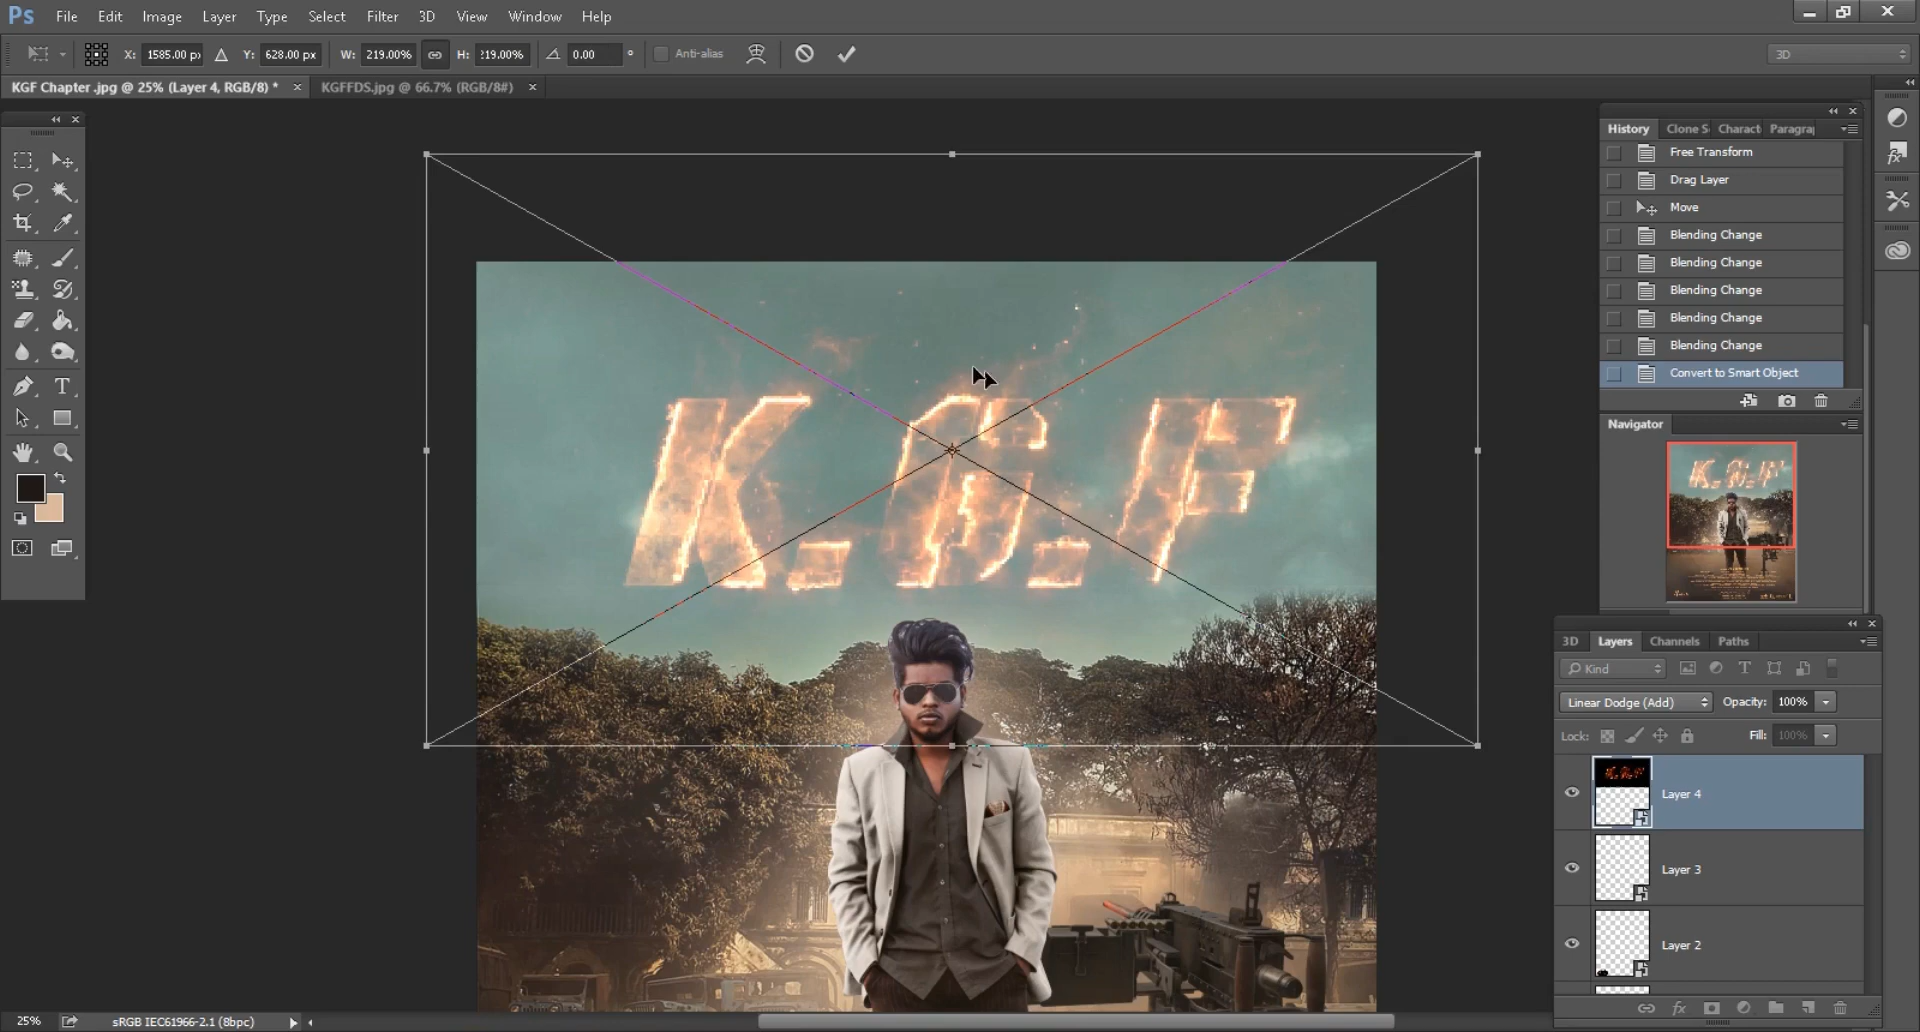 Ps File Edit Image Layer Type Select Filter 3D View Window Help
X: 1585.00 p Y: 628.00 px W: 219.00% H: 219.00% 0.00 ° Anti-alias 3D
KGF Chapter .jpg @ 25% (Layer 4, RGB/8) * × KGFFDS.jpg @ 66.7% (RGB/8#) ×
History Clone S Charact Paragra
Free Transform
Drag Layer
Move
Blending Change
Blending Change
Blending Change
Blending Change
Blending Change
Convert to Smart Object
Navigator
K.G.F
K.G.F
3D Layers Channels Paths
Kind
Linear Dodge (Add) Opacity: 100%
Lock: Fill: 100%
K.G.F Layer 4
Layer 3
Layer 2
fx
25% sRGB IEC61966-2.1 (8bpc)